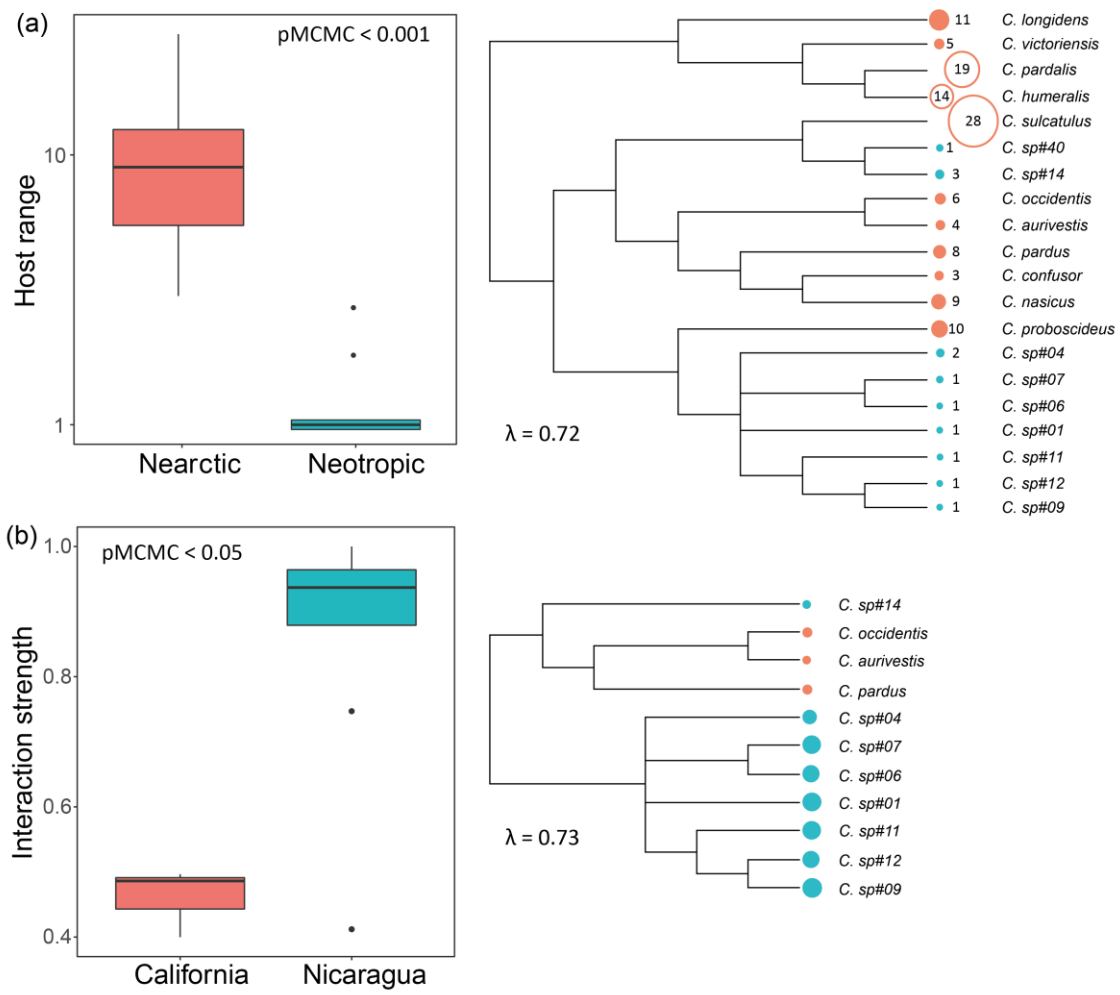 (a)
pMCMC < 0.001
Host range
10
1
Nearctic
Neotropic
11 C. longidens
5 C. victoriensis
19 C. pardalis
14 C. humeralis
28 C. sulcatulus
1 C. sp#40
3 C. sp#14
6 C. occidentis
4 C. aurivestis
8 C. pardus
3 C. confusor
9 C. nasicus
10 C. proboscideus
2 C. sp#04
1 C. sp#07
1 C. sp#06
1 C. sp#01
1 C. sp#11
1 C. sp#12
1 C. sp#09
λ = 0.72
(b)
pMCMC < 0.05
Interaction strength
1.0
0.8
0.6
0.4
California
Nicaragua
C. sp#14
C. occidentis
C. aurivestis
C. pardus
C. sp#04
C. sp#07
C. sp#06
C. sp#01
C. sp#11
C. sp#12
C. sp#09
λ = 0.73